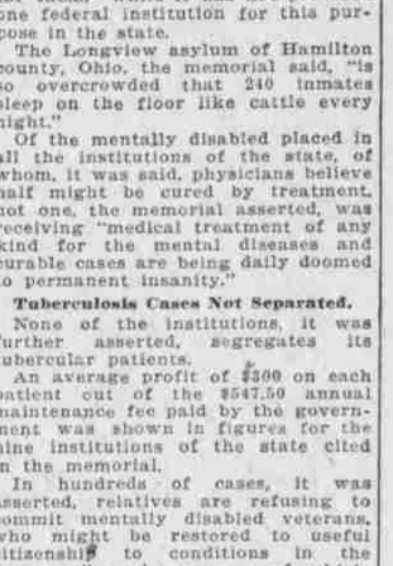 one federal institution for this pur-
pose in the state.
The Longview asylum of Hamilton
county, Ohio, the memorial said, "is
so overcrowded that 240 inmates
sleep on the floor like cattle every
night."
Of the mentally disabled placed in
all the institutions of the state, of
whom, it was said, physicians believe
half might be cured by treatment,
not one, the memorial asserted, was
receiving "medical treatment of any
kind for the mental diseases and
curable cases are being daily doomed
to permanent insanity."
Tuberculosis Cases Not Separated.
None of the institutions, it was
further asserted, segregates its
tubercular patients.
An average profit of $300 on each
patient out of the $547.50 annual
maintenance fee paid by the govern-
ment was shown in figures for the
nine institutions of the state cited
in the memorial.
In hundreds of cases, it was
asserted, relatives are refusing to
commit mentally disabled veterans,
who might be restored to useful
citizenship to conditions in the